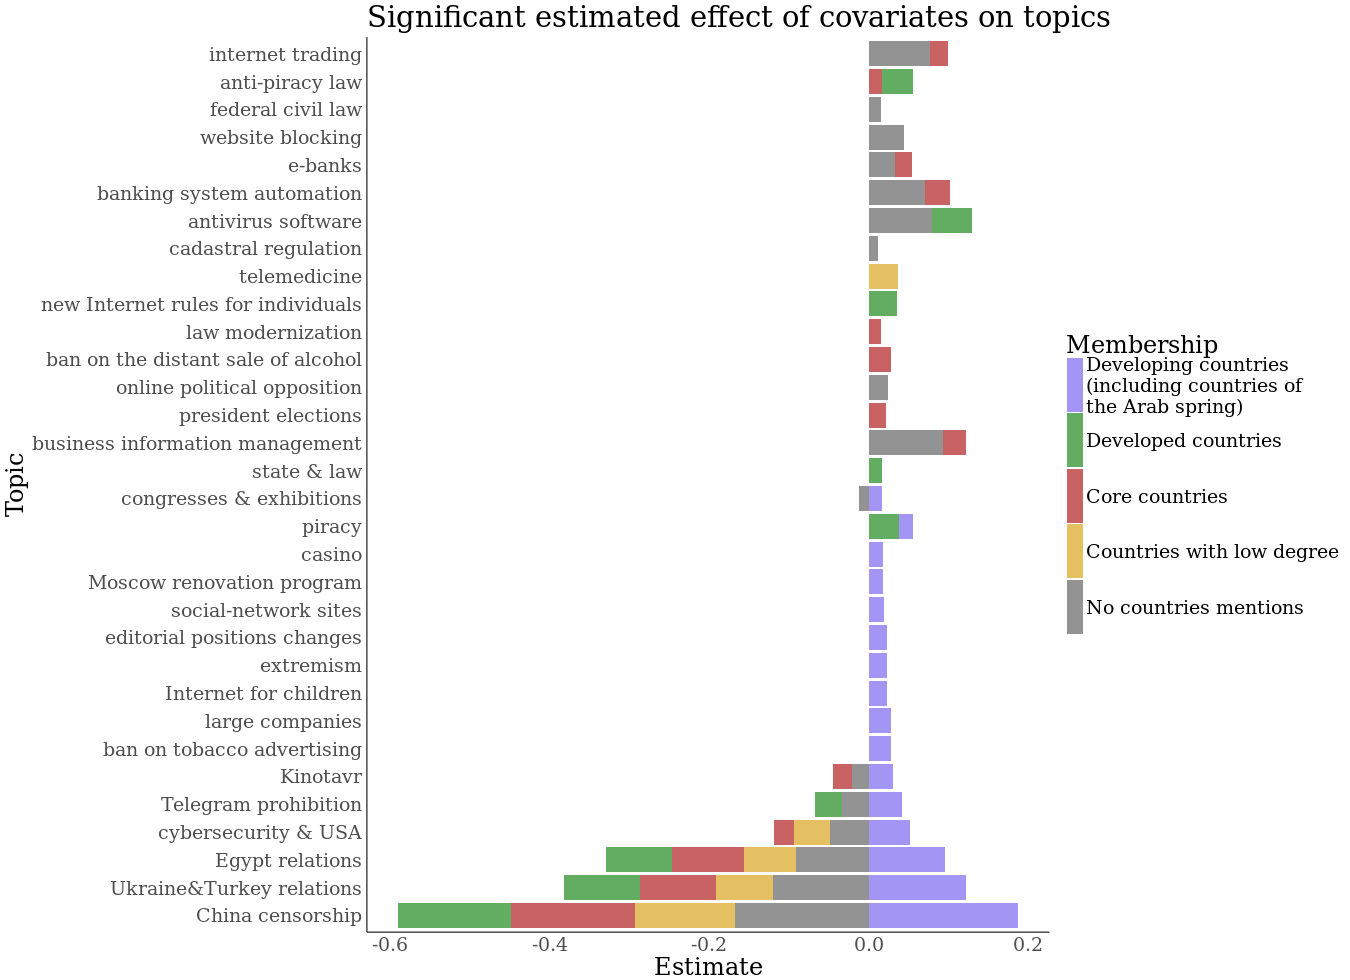 Significant estimated effect of covariates on topics
internet trading
anti-piracy law
federal civil law
website blocking
e-banks
banking system automation
antivirus software
cadastral regulation
telemedicine
new Internet rules for individuals
law modernization
ban on the distant sale of alcohol
online political opposition
president elections
business information management
state & law
congresses & exhibitions
piracy
casino
Moscow renovation program
social-network sites
editorial positions changes
extremism
Internet for children
large companies
ban on tobacco advertising
Kinotavr
Telegram prohibition
cybersecurity & USA
Egypt relations
Ukraine&Turkey relations
China censorship
Topic
-0.6 -0.4 -0.2 0.0 0.2
Estimate
Membership
Developing countries
(including countries of
the Arab spring)
Developed countries
Core countries
Countries with low degree
No countries mentions